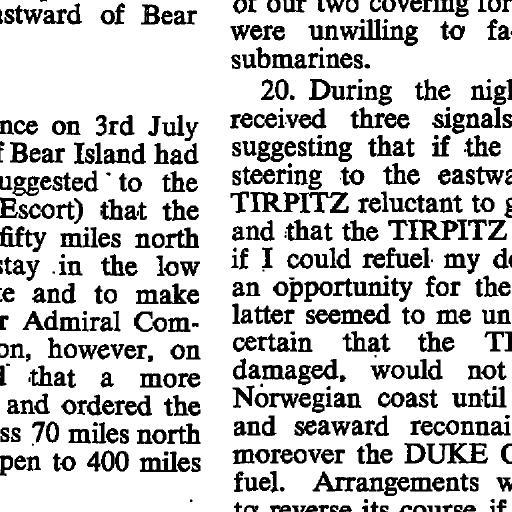 astward of Bear
nce on 3rd July
f Bear Island had
uggested to the
Escort) that the
fifty miles north
stay in the low
e and to make
r Admiral Com-
on, however, on
that a more
and ordered the
ss 70 miles north
pen to 400 miles
of our two covering for
were unwilling to fa
submarines.
20. During the nigh
received three signals
suggesting that if the
steering to the eastwa
TIRPITZ reluctant to g
and that the TIRPITZ
if I could refuel my de
an opportunity for the
latter seemed to me un
certain that the TI
damaged, would not
Norwegian coast until
and seaward reconnai
moreover the DUKE O
fuel. Arrangements w
to reverse its course if